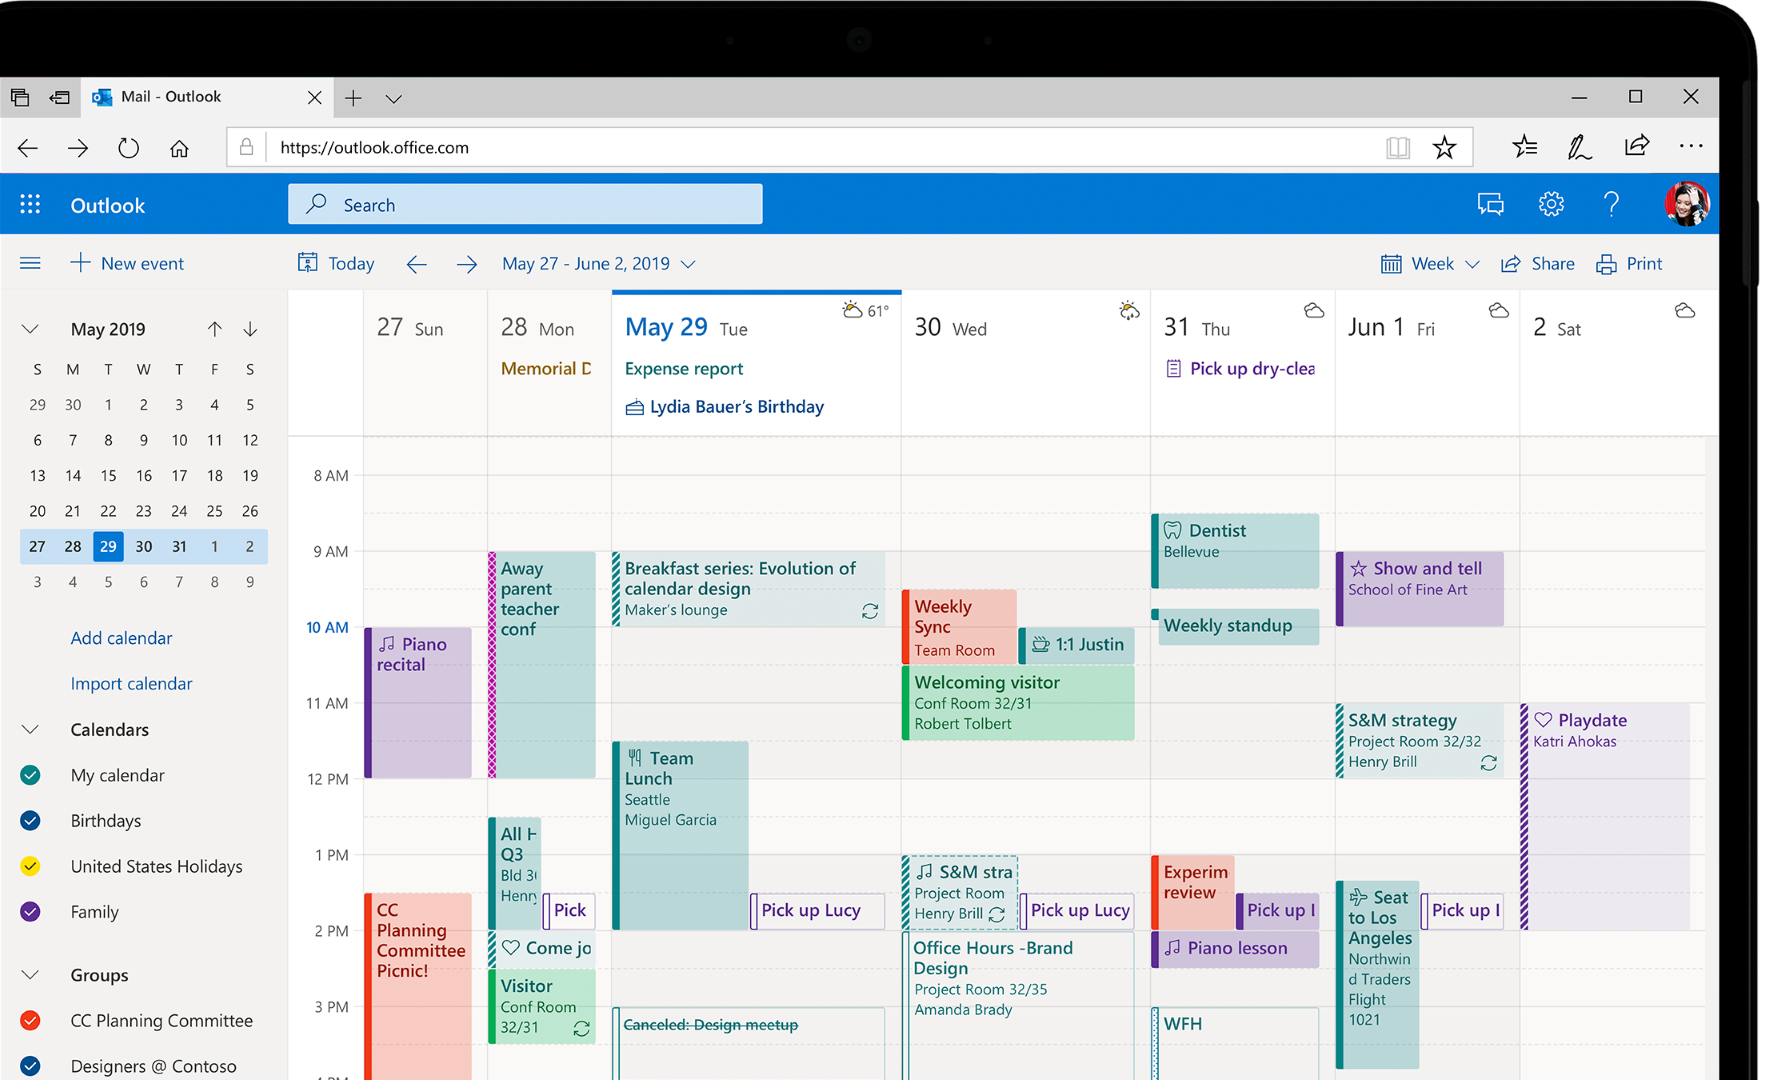 Mail - Outlook
https://outlook.office.com
Outlook
Search
New event
Today
May 27 - June 2, 2019
Week
Share
Print
May 2019
S M T W T F S
29 30 1 2 3 4 5
6 7 8 9 10 11 12
13 14 15 16 17 18 19
20 21 22 23 24 25 26
27 28 29 30 31 1 2
3 4 5 6 7 8 9
Add calendar
Import calendar
Calendars
My calendar
Birthdays
United States Holidays
Family
Groups
CC Planning Committee
Designers @ Contoso
27 Sun
28 Mon
May 29 Tue
61°
30 Wed
31 Thu
Jun 1 Fri
2 Sat
Memorial D
Expense report
Lydia Bauer's Birthday
Pick up dry-clea
8 AM
9 AM
10 AM
11 AM
12 PM
1 PM
2 PM
3 PM
Piano
recital
CC
Planning
Committee
Picnic!
Away
parent
teacher
conf
All H
Q3
Bld 30
Henry
Pick
Come jo
Visitor
Conf Room
32/31
Breakfast series: Evolution of
calendar design
Maker's lounge
Team
Lunch
Seattle
Miguel Garcia
Pick up Lucy
Canceled: Design meetup
Weekly
Sync
Team Room
1:1 Justin
Welcoming visitor
Conf Room 32/31
Robert Tolbert
S&M stra
Project Room
Henry Brill
Pick up Lucy
Office Hours -Brand
Design
Project Room 32/35
Amanda Brady
Dentist
Bellevue
Weekly standup
Experim
review
Pick up l
Piano lesson
WFH
Show and tell
School of Fine Art
S&M strategy
Project Room 32/32
Henry Brill
Seat
to Los
Angeles
Northwin
d Traders
Flight
1021
Pick up l
Playdate
Katri Ahokas